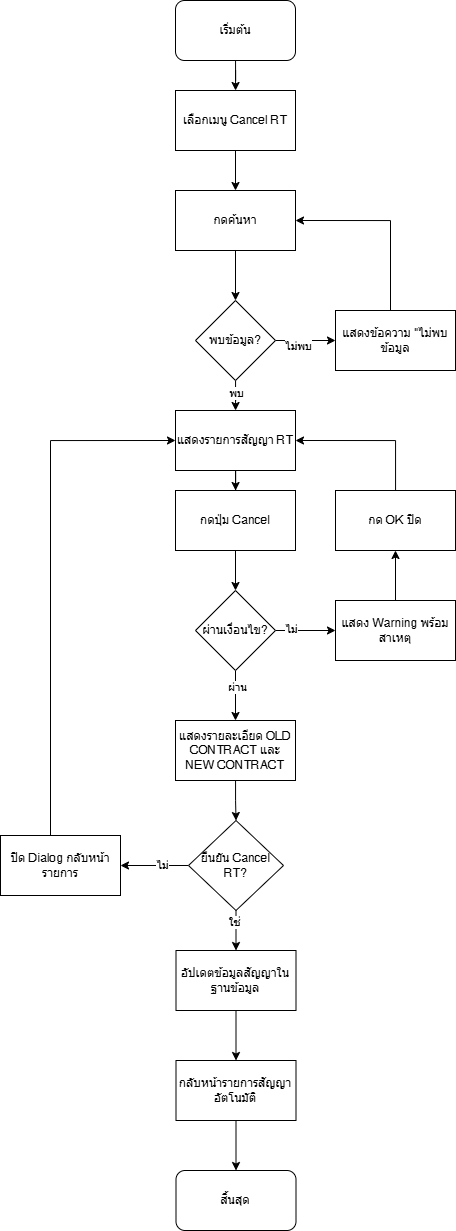 เริ่มต้น
เลือกเมนู Cancel RT
กดค้นหา
พบข้อมูล?
ไม่พบ
แสดงข้อความ "ไม่พบ
ข้อมูล
พบ
แสดงรายการสัญญา RT
กดปุ่ม Cancel
กด OK ปิด
ผ่านเงื่อนไข?
ไม่
แสดง Warning พร้อม
สาเหตุ
ผ่าน
แสดงรายละเอียด OLD
CONTRACT และ
NEW CONTRACT
ปิด Dialog กลับหน้า
รายการ
ไม่
ยืนยัน Cancel
RT?
ใช่
อัปเดตข้อมูลสัญญาใน
ฐานข้อมูล
กลับหน้ารายการสัญญา
อัตโนมัติ
สิ้นสุด